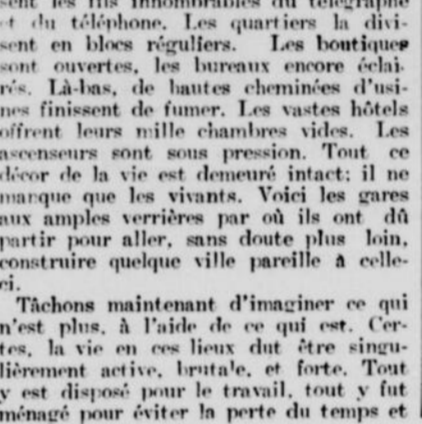 sent les fils innombrables du télégraphe
et du téléphone. Les quartiers la divi-
sent en blocs réguliers. Les boutiques
sont ouvertes, les bureaux encore éclai-
rés. Là-bas, de hautes cheminées d'usi-
nes finissent de fumer. Les vastes hôtels
offrent leurs mille chambres vides. Les
ascenseurs sont sous pression. Tout ce
décor de la vie est demeuré intact; il ne
manque que les vivants. Voici les gares
aux amples verrières par où ils ont dû
partir pour aller, sans doute plus loin,
construire quelque ville pareille à celle-
ci.
Tâchons maintenant d'imaginer ce qui
n'est plus, à l'aide de ce qui est. Cer-
tes, la vie en ces lieux dut être singu-
lièrement active, brutale, et forte. Tout
y est disposé pour le travail, tout y fut
ménagé pour éviter la perte du temps et